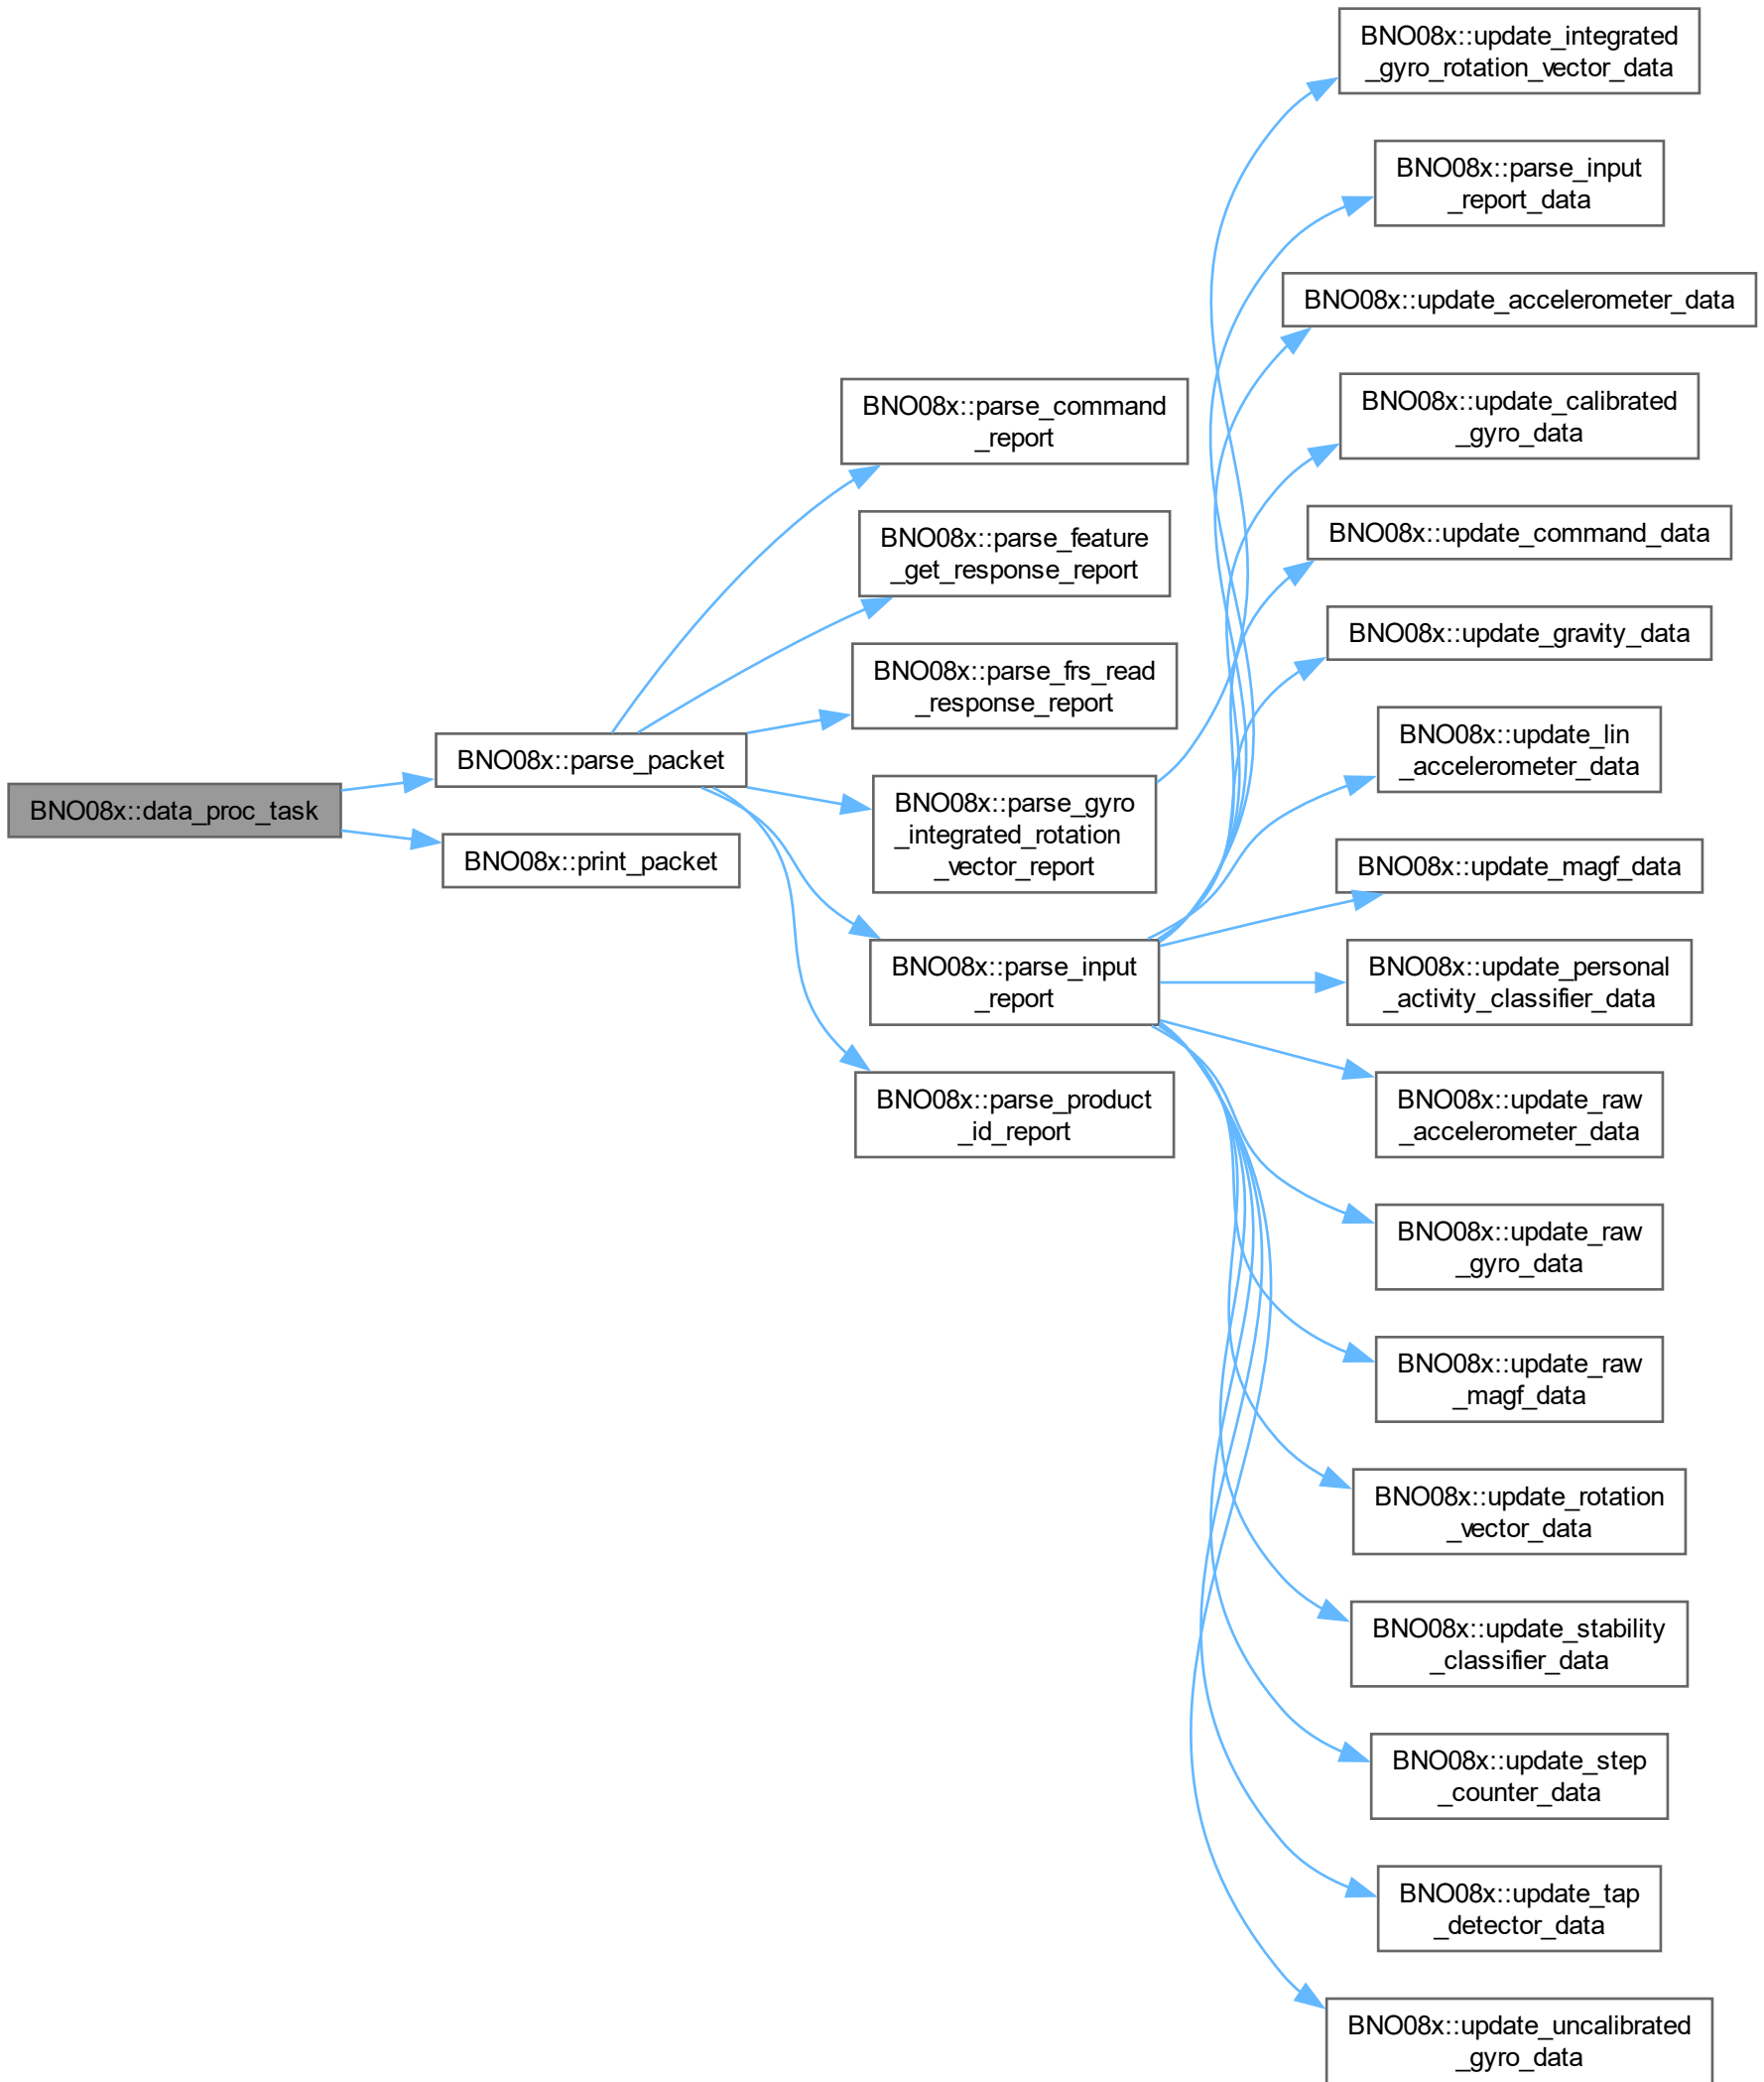 BNO08x::data_proc_task
BNO08x::parse_packet
BNO08x::print_packet
BNO08x::parse_command
_report
BNO08x::parse_feature
_get_response_report
BNO08x::parse_frs_read
_response_report
BNO08x::parse_gyro
_integrated_rotation
_vector_report
BNO08x::parse_input
_report
BNO08x::parse_product
_id_report
BNO08x::update_integrated
_gyro_rotation_vector_data
BNO08x::parse_input
_report_data
BNO08x::update_accelerometer_data
BNO08x::update_calibrated
_gyro_data
BNO08x::update_command_data
BNO08x::update_gravity_data
BNO08x::update_lin
_accelerometer_data
BNO08x::update_magf_data
BNO08x::update_personal
_activity_classifier_data
BNO08x::update_raw
_accelerometer_data
BNO08x::update_raw
_gyro_data
BNO08x::update_raw
_magf_data
BNO08x::update_rotation
_vector_data
BNO08x::update_stability
_classifier_data
BNO08x::update_step
_counter_data
BNO08x::update_tap
_detector_data
BNO08x::update_uncalibrated
_gyro_data